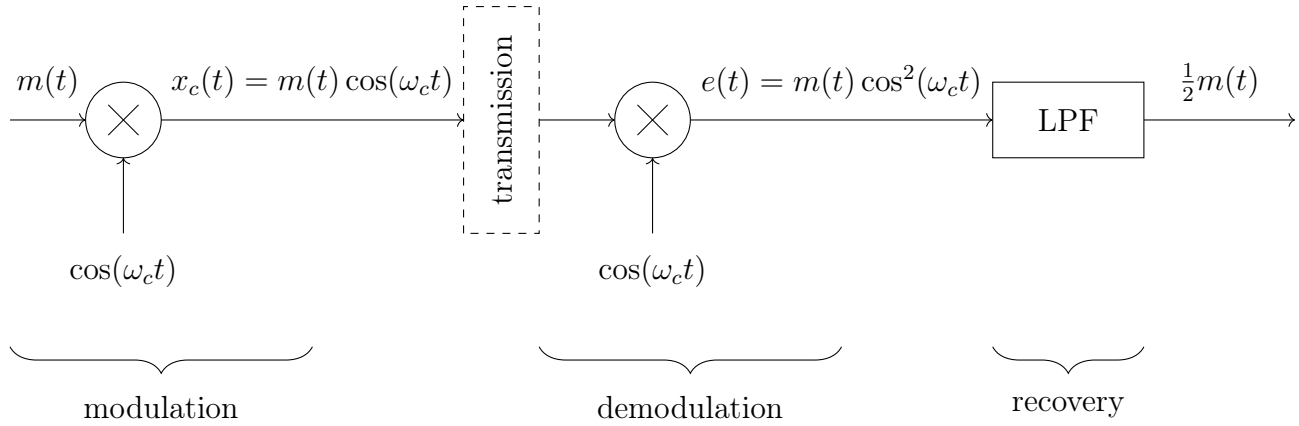 m(t)
x_c(t) = m(t) cos(ω_c t)
transmission
e(t) = m(t) cos²(ω_c t)
LPF
½m(t)
cos(ω_c t)
cos(ω_c t)
modulation
demodulation
recovery